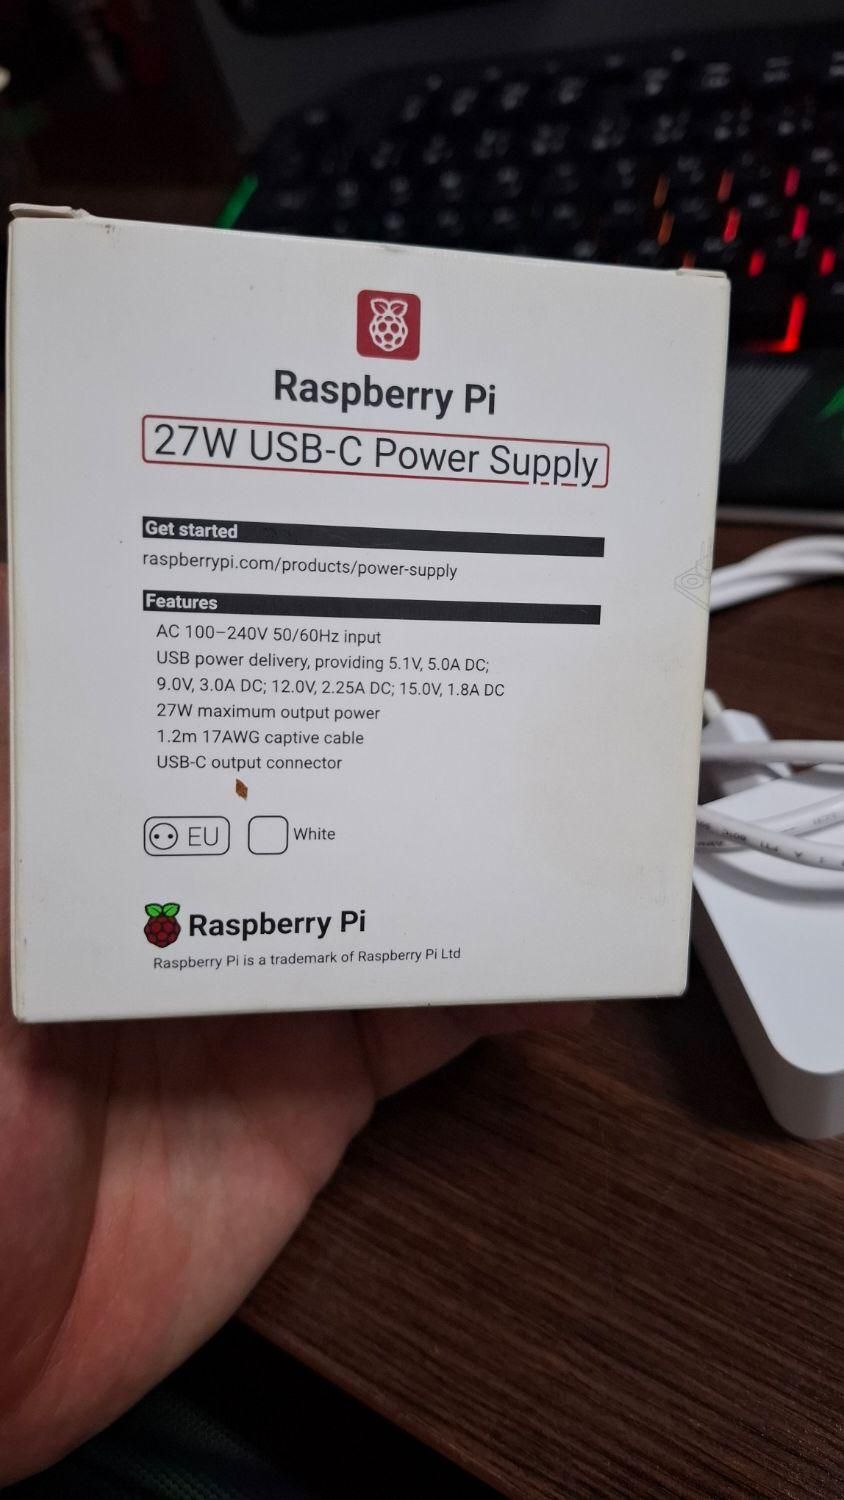 Raspberry Pi
27W USB-C Power Supply
Get started
raspberrypi.com/products/power-supply
Features
AC 100–240V 50/60Hz input
USB power delivery, providing 5.1V, 5.0A DC;
9.0V, 3.0A DC; 12.0V, 2.25A DC; 15.0V, 1.8A DC
27W maximum output power
1.2m 17AWG captive cable
USB-C output connector
EU
White
Raspberry Pi
Raspberry Pi is a trademark of Raspberry Pi Ltd